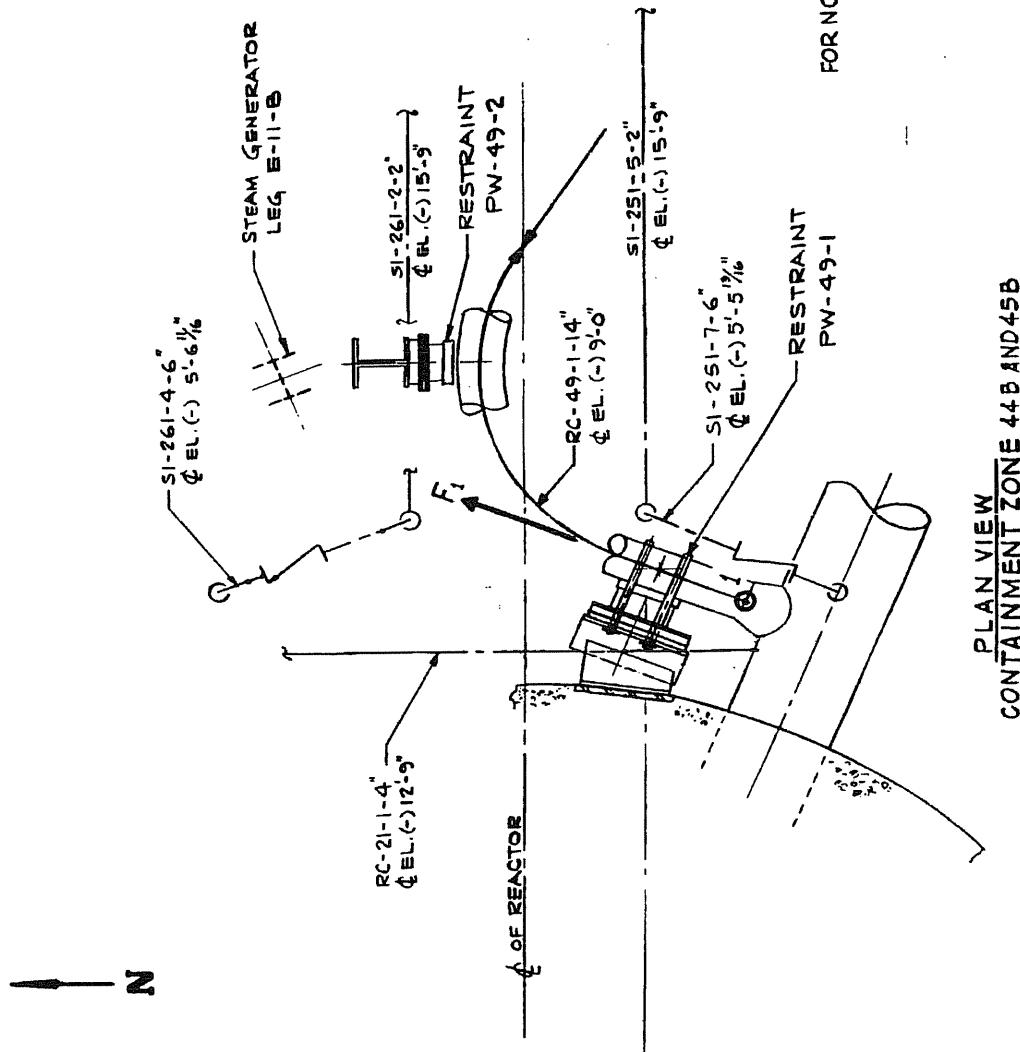 STEAM GENERATOR
LEG E-11-B
SI-261-4-6"
℄ EL.(-) 5'-6 11/16"
SI-261-2-2"
℄ EL.(-) 15'-9"
RESTRAINT
PW-49-2
F1
RC-49-1-14"
℄ EL.(-) 9'-0"
SI-251-5-2"
℄ EL.(-) 15'-9"
FOR NO
RC-21-1-4"
℄ EL.(-) 12'-9"
SI-251-7-6"
℄ EL.(-) 5'-5 13/16"
RESTRAINT
PW-49-1
1
℄ OF REACTOR
N
PLAN VIEW
CONTAINMENT ZONE 44B AND 45B